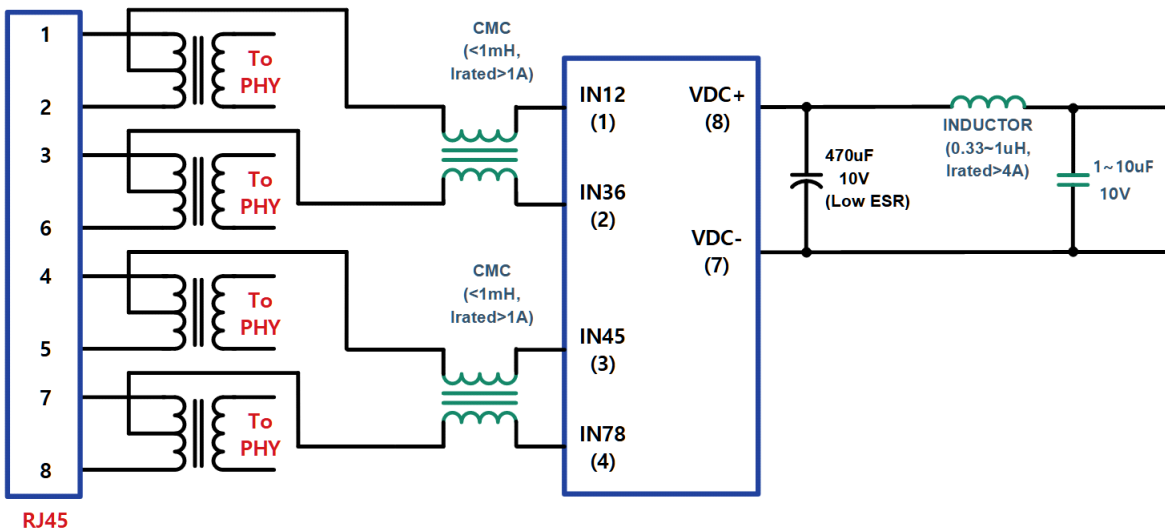 1
2
3
6
4
5
7
8
RJ45
To
PHY
To
PHY
To
PHY
To
PHY
CMC
(<1mH,
Irated>1A)
CMC
(<1mH,
Irated>1A)
IN12
(1)
IN36
(2)
IN45
(3)
IN78
(4)
VDC+
(8)
VDC-
(7)
470uF
10V
(Low ESR)
INDUCTOR
(0.33~1uH,
Irated>4A)
1~10uF
10V